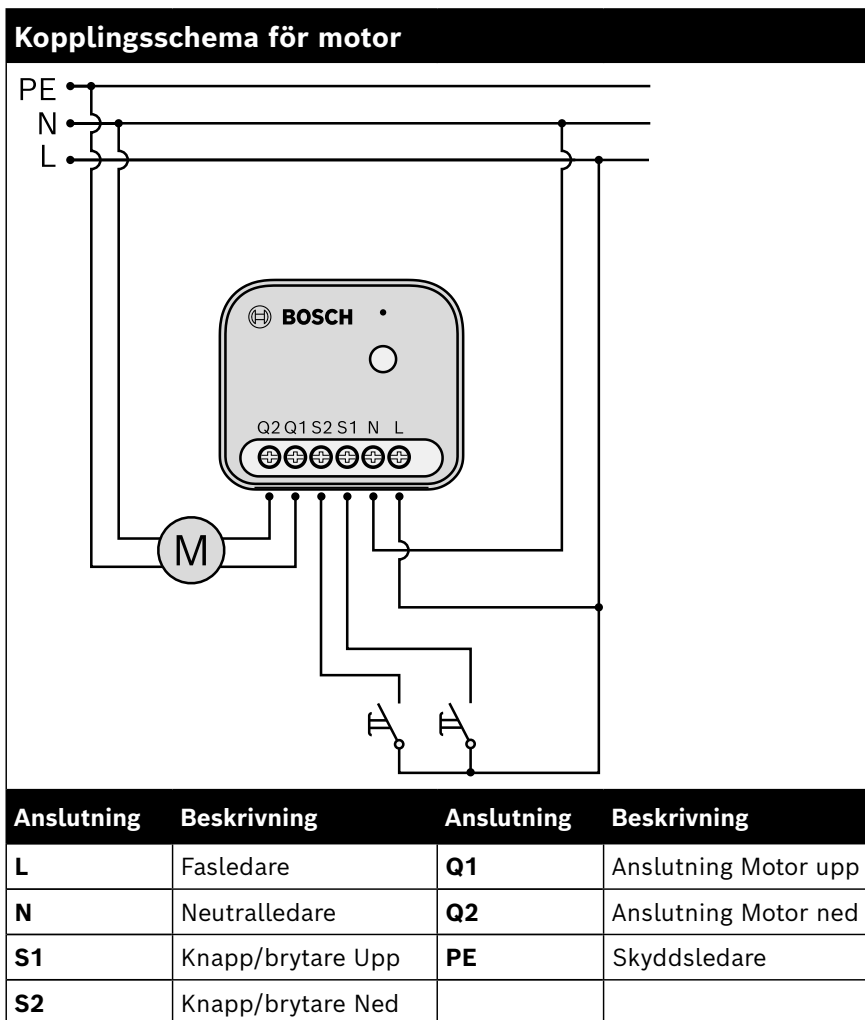 Kopplingsschema för motor
PE
N
L
BOSCH
Q2 Q1 S2 S1 N L
M
Anslutning Beskrivning Anslutning Beskrivning
L Fasledare Q1 Anslutning Motor upp
N Neutralledare Q2 Anslutning Motor ned
S1 Knapp/brytare Upp PE Skyddsledare
S2 Knapp/brytare Ned